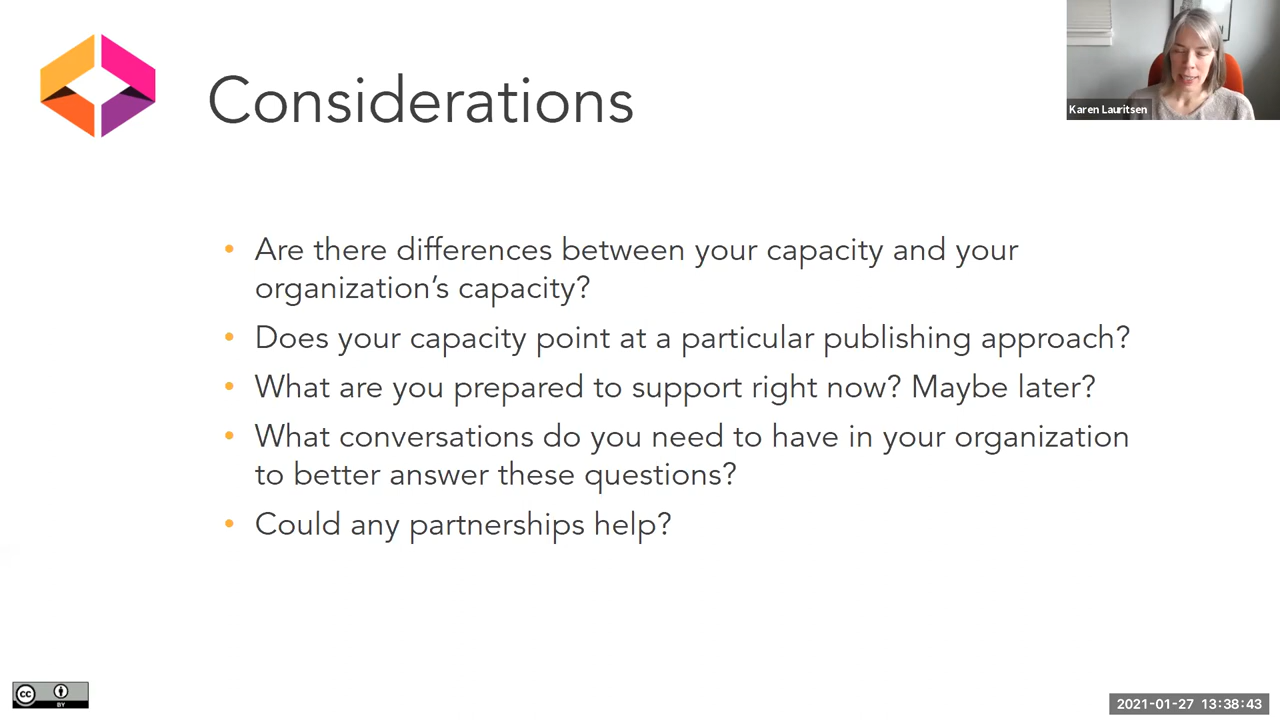 Considerations
Karen Lauritsen
• Are there differences between your capacity and your
organization’s capacity?
• Does your capacity point at a particular publishing approach?
• What are you prepared to support right now? Maybe later?
• What conversations do you need to have in your organization
to better answer these questions?
• Could any partnerships help?
cc
BY
2021-01-27 13:38:43